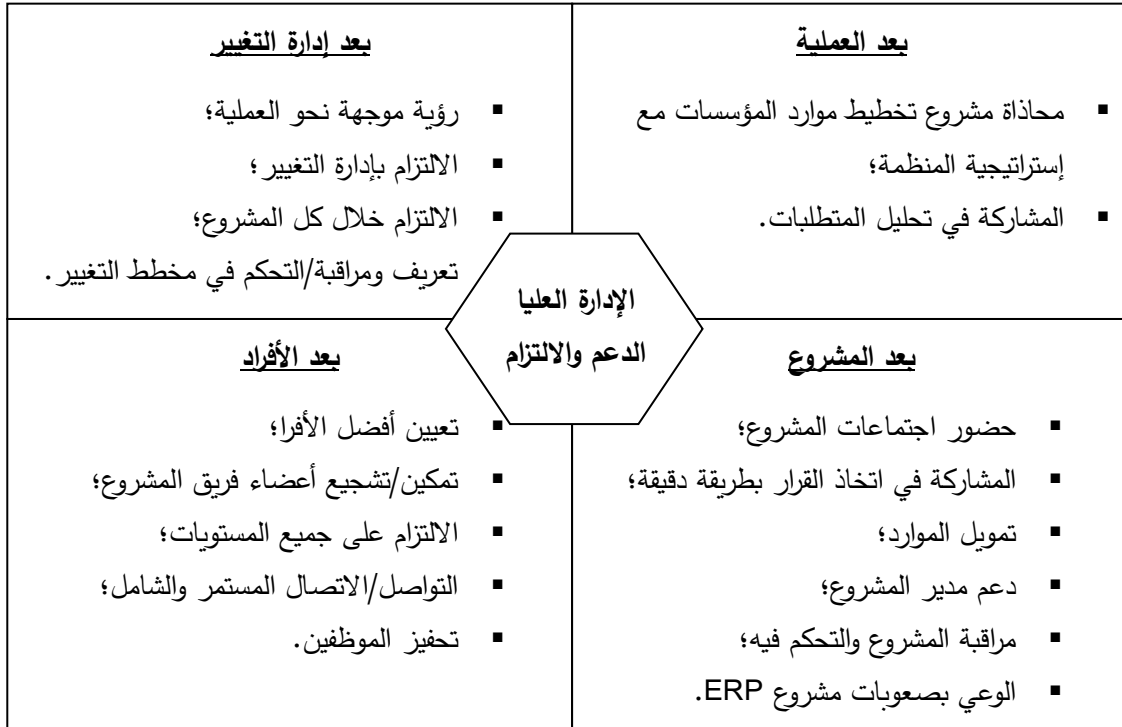 بعد العملية
▪ محاذاة مشروع تخطيط موارد المؤسسات مع
إستراتيجية المنظمة؛
▪ المشاركة في تحليل المتطلبات.
بعد إدارة التغيير
▪ رؤية موجهة نحو العملية؛
▪ الالتزام بإدارة التغيير؛
▪ الالتزام خلال كل المشروع؛
تعريف ومراقبة/التحكم في مخطط التغيير.
الإدارة العليا
الدعم والالتزام
بعد المشروع
▪ حضور اجتماعات المشروع؛
▪ المشاركة في اتخاذ القرار بطريقة دقيقة؛
▪ تمويل الموارد؛
▪ دعم مدير المشروع؛
▪ مراقبة المشروع والتحكم فيه؛
▪ الوعي بصعوبات مشروع ERP.
بعد الأفراد
▪ تعيين أفضل الأفرا؛
▪ تمكين/تشجيع أعضاء فريق المشروع؛
▪ الالتزام على جميع المستويات؛
▪ التواصل/الاتصال المستمر والشامل؛
▪ تحفيز الموظفين.